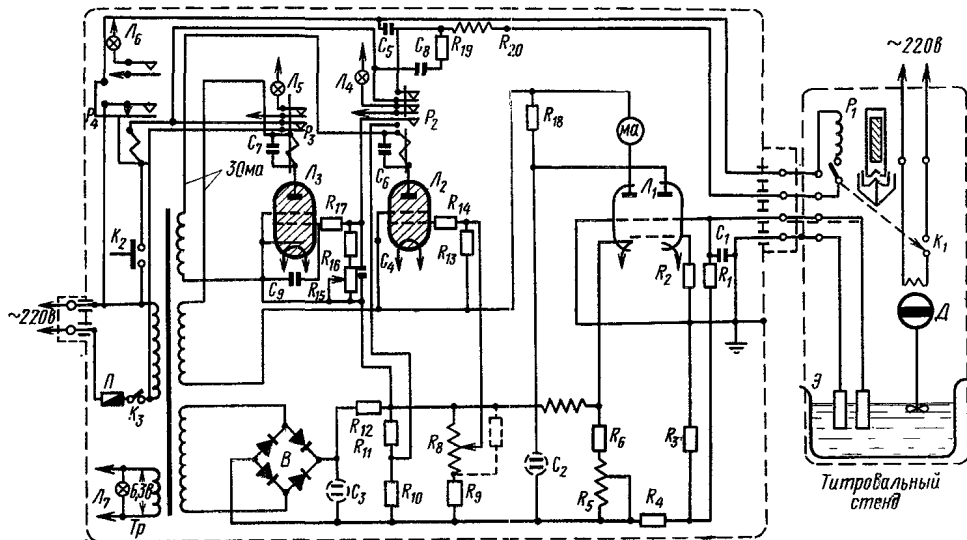 Л6
C5
C8
R19
R20
~220в
Л5
Л4
P4
P3
P2
C7
C6
R18
ма
P1
30ма
Л3
Л2
Л1
R17
R14
K2
C4
R13
R16
R15
C9
R2
C1
R1
K1
~220в
Д
П
K3
Э
R12
R11
R8
R6
R3
В
C3
R10
R9
C2
R5
R4
Л7
6,3в
Тр
Титровальный
стенд